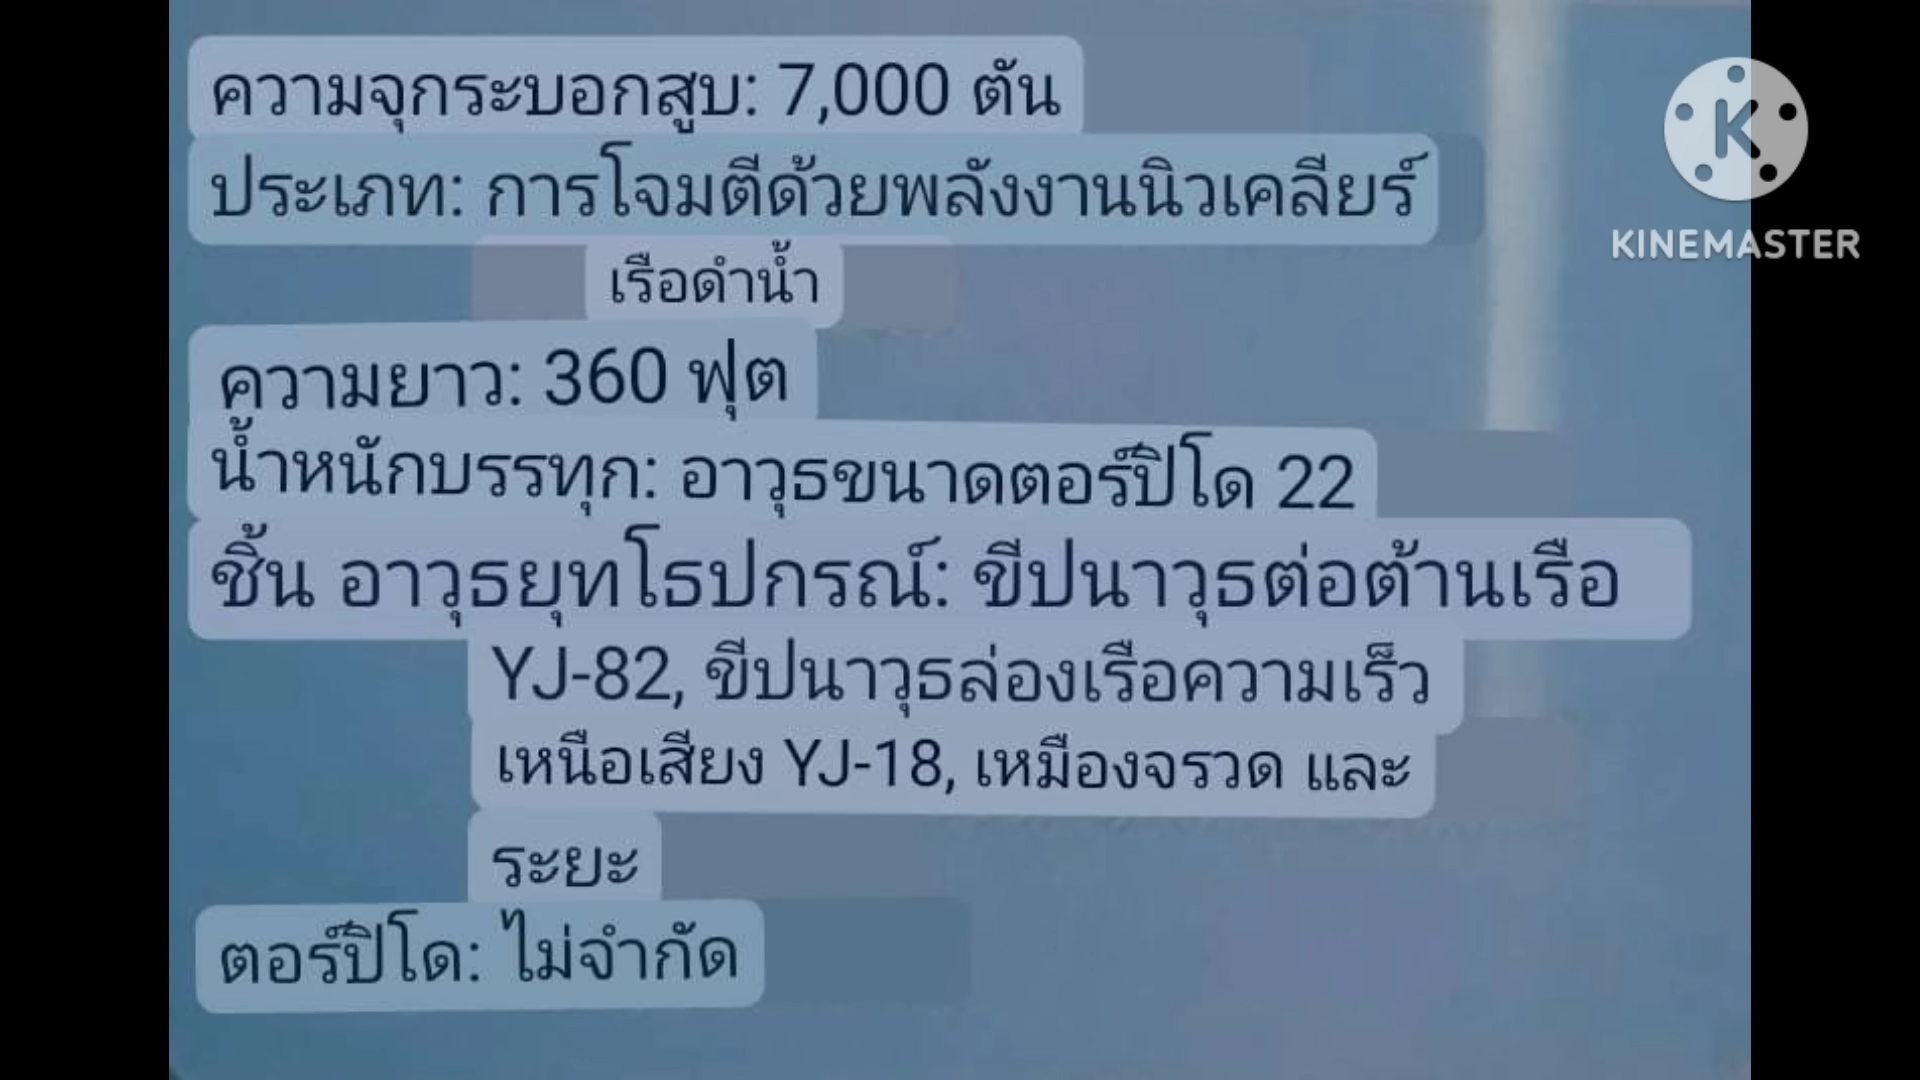 ความจุกระบอกสูบ: 7,000 ตัน
ประเภท: การโจมตีด้วยพลังงานนิวเคลียร์
เรือดำน้ำ
ความยาว: 360 ฟุต
น้ำหนักบรรทุก: อาวุธขนาดตอร์ปิโด 22
ชิ้น อาวุธยุทโธปกรณ์: ขีปนาวุธต่อต้านเรือ
YJ-82, ขีปนาวุธล่องเรือความเร็ว
เหนือเสียง YJ-18, เหมืองจรวด และ
ระยะ
ตอร์ปิโด: ไม่จำกัด
K
KINEMASTER